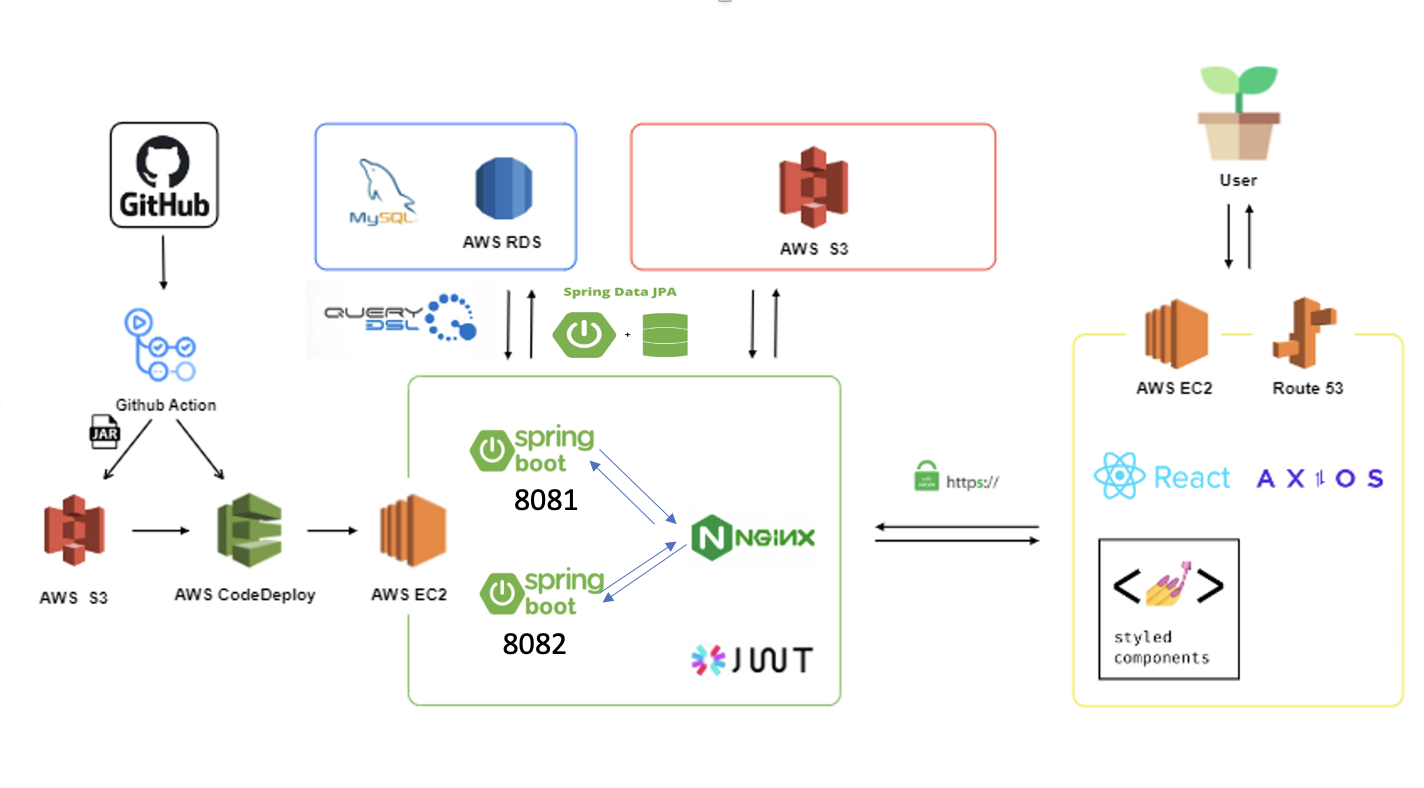 GitHub
Github Action
JAR
AWS S3
AWS CodeDeploy
AWS EC2
MySQL
AWS RDS
QUERY
DSL
Spring Data JPA
+
AWS S3
spring
boot
8081
spring
boot
8082
N NGINX
JWT
https://
User
AWS EC2
Route 53
React
AXIOS
< >
styled
components